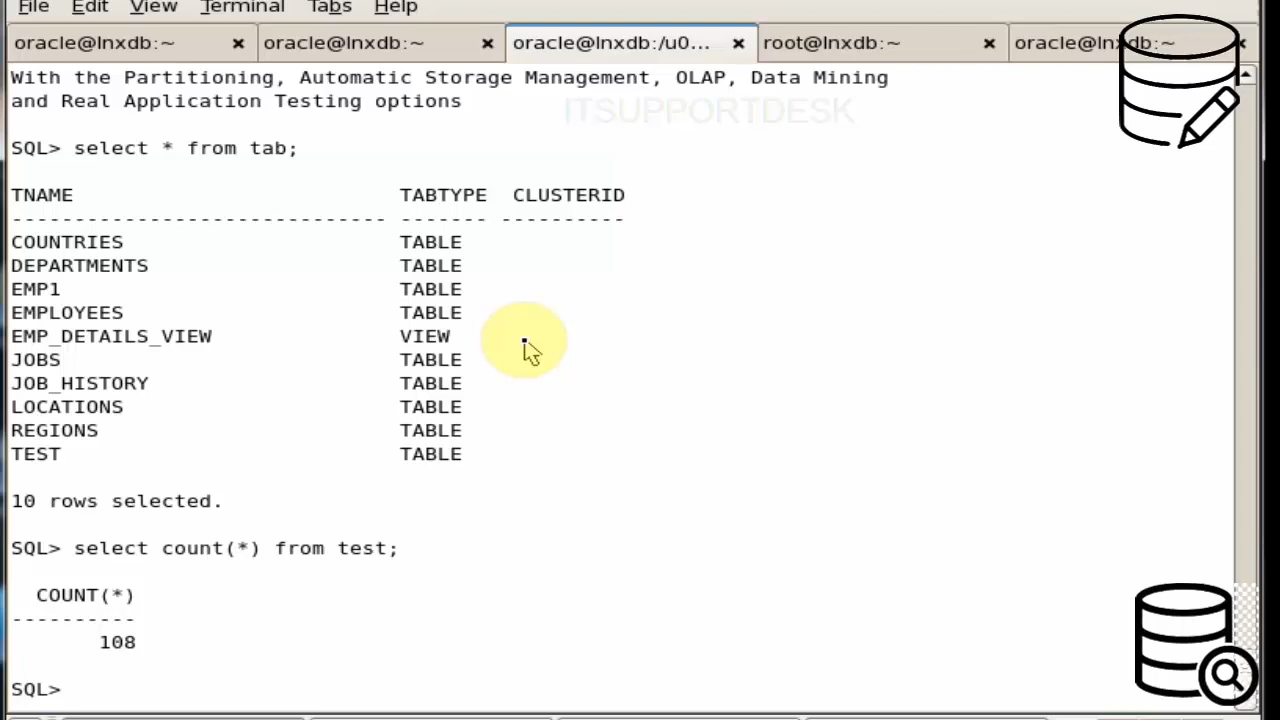 File Edit View Terminal Tabs Help
oracle@lnxdb:~ oracle@lnxdb:~ oracle@lnxdb:/u0... root@lnxdb:~ oracle@lnxdb:~
With the Partitioning, Automatic Storage Management, OLAP, Data Mining
and Real Application Testing options
ITSUPPORTDESK
SQL> select * from tab;
TNAME TABTYPE CLUSTERID
------------------------------ ------- ----------
COUNTRIES TABLE
DEPARTMENTS TABLE
EMP1 TABLE
EMPLOYEES TABLE
EMP_DETAILS_VIEW VIEW
JOBS TABLE
JOB_HISTORY TABLE
LOCATIONS TABLE
REGIONS TABLE
TEST TABLE
10 rows selected.
SQL> select count(*) from test;
COUNT(*)
----------
108
SQL>